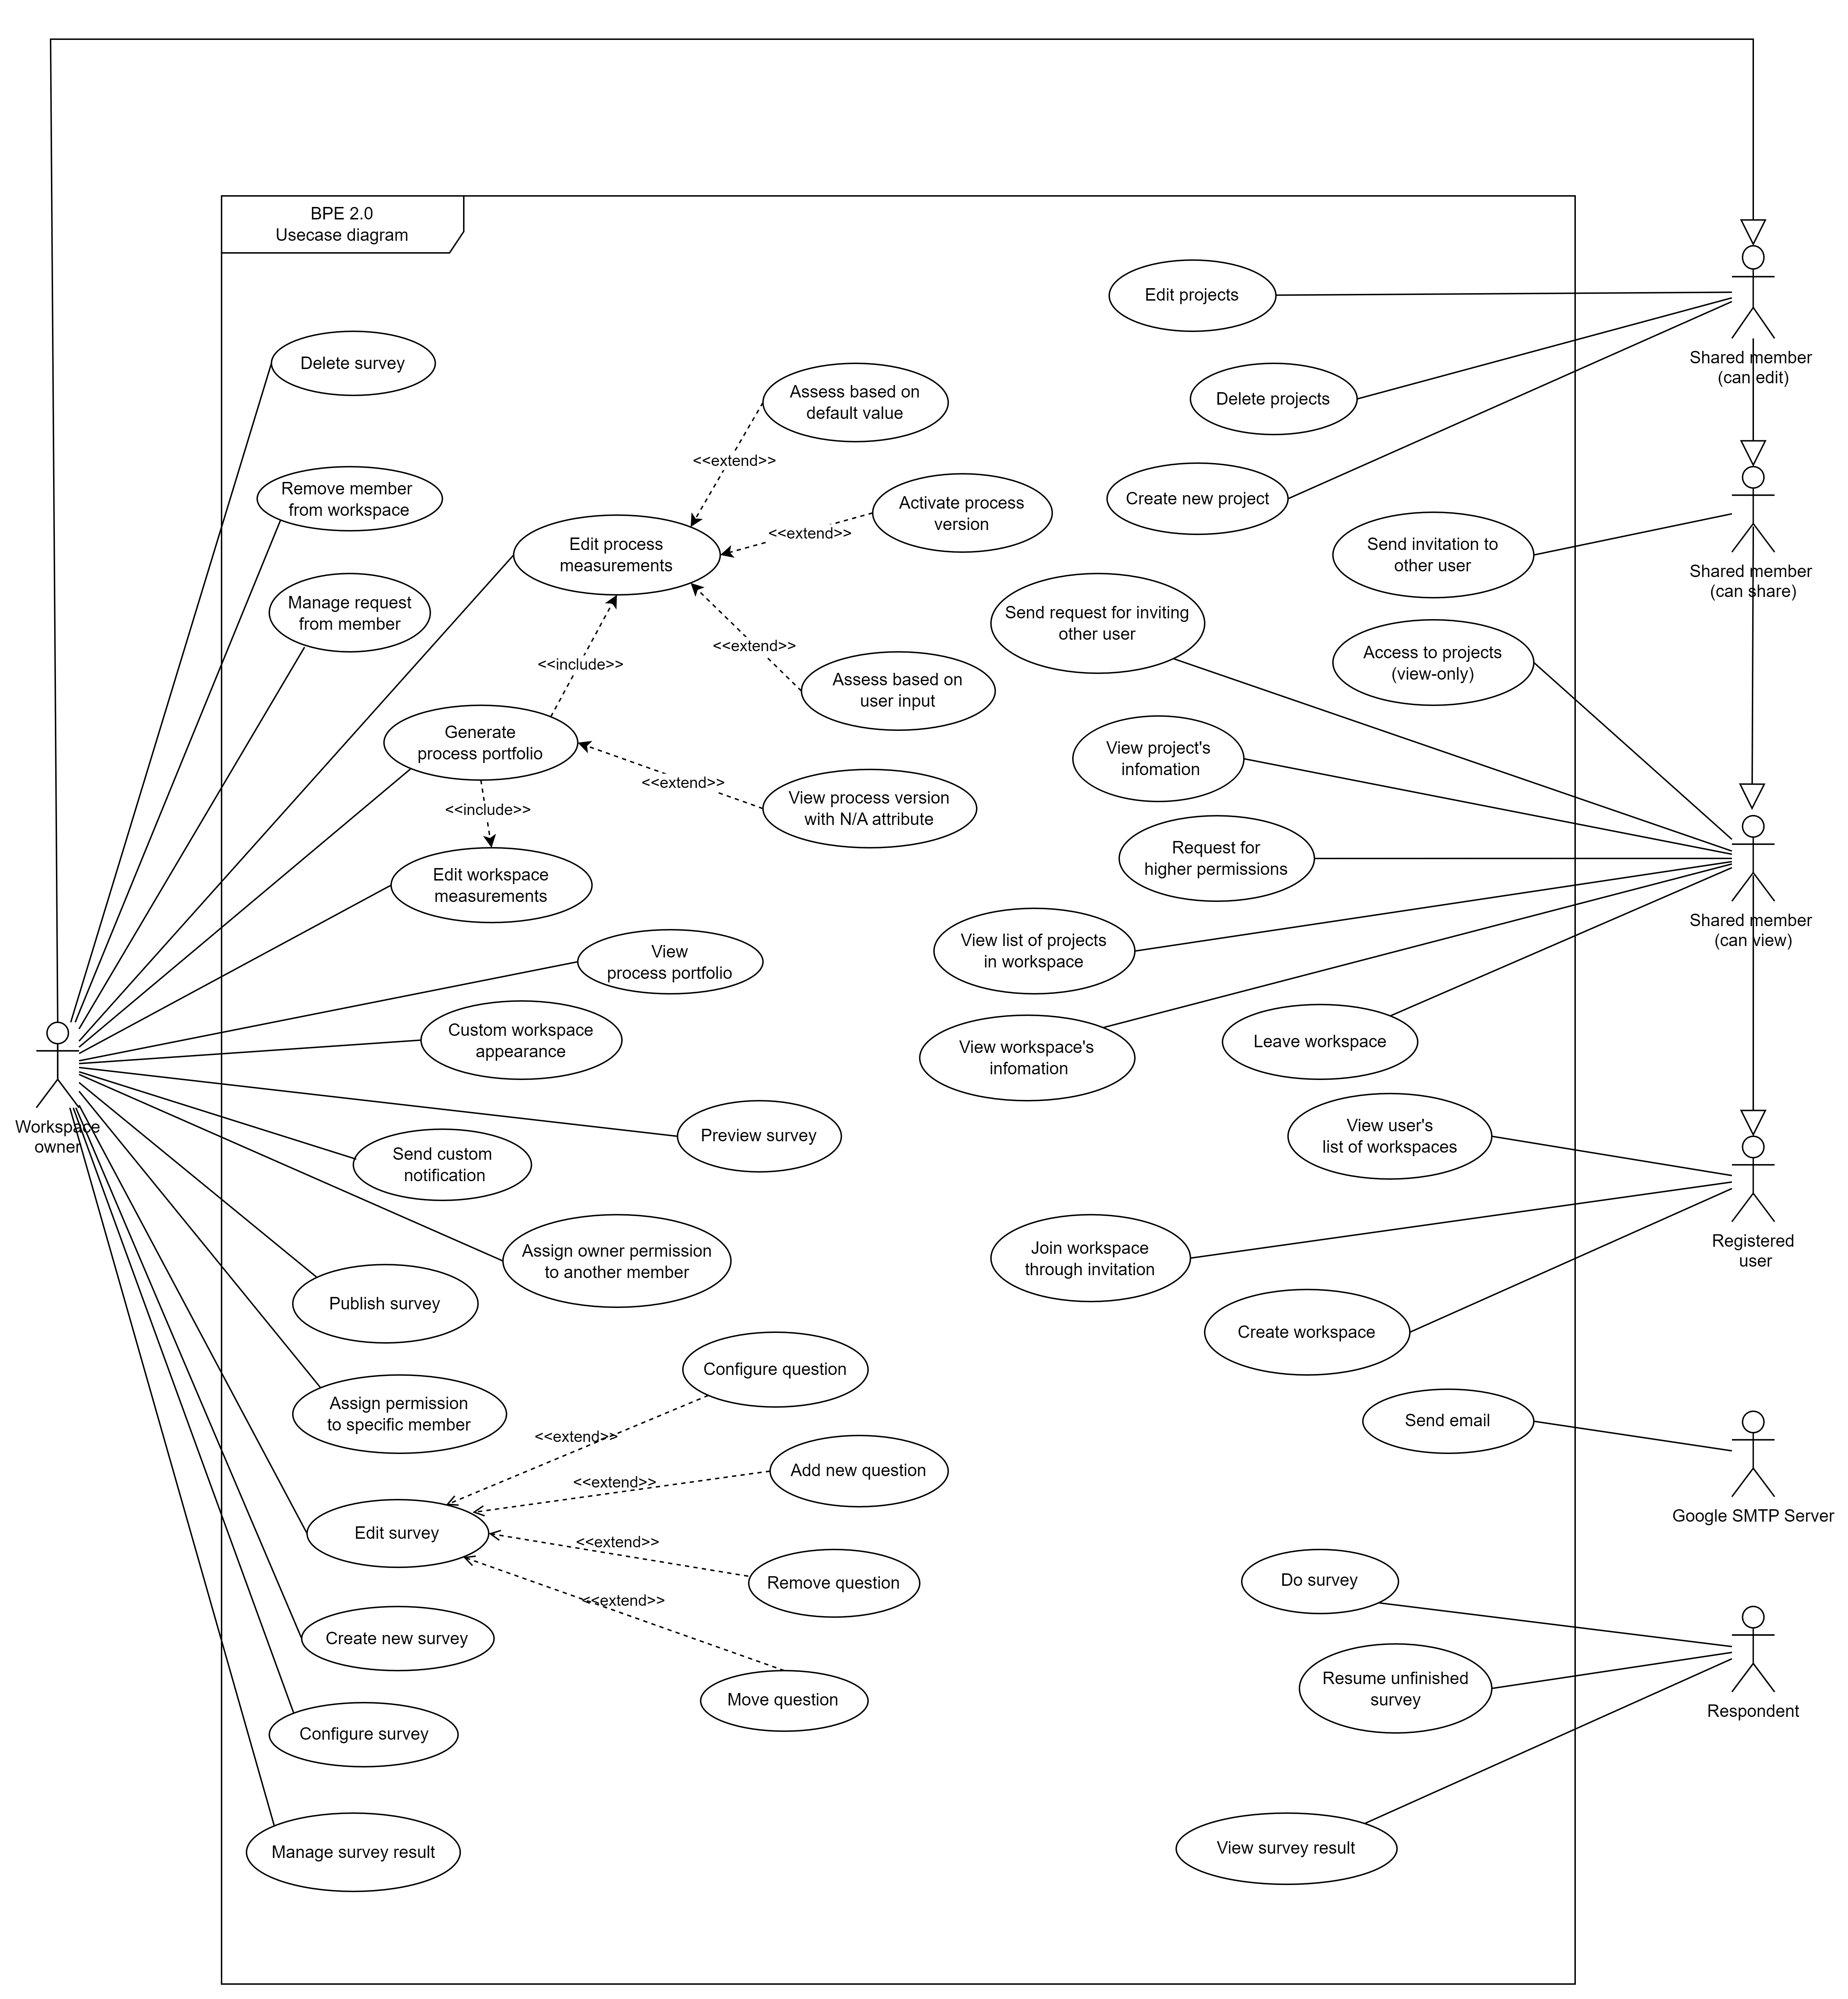 BPE 2.0
Usecase diagram
Edit projects
Shared member
(can edit)
Delete survey
Assess based on
default value
Delete projects
<<extend>>
Remove member
from workspace
Activate process
version
Create new project
<<extend>>
Edit process
measurements
Send invitation to
other user
Shared member
(can share)
Manage request
from member
Send request for inviting
other user
<<extend>>
<<include>>
Access to projects
(view-only)
Assess based on
user input
Generate
process portfolio
View project's
infomation
<<extend>>
<<include>>
View process version
with N/A attribute
Request for
higher permissions
Edit workspace
measurements
Shared member
(can view)
View
process portfolio
View list of projects
in workspace
Custom workspace
appearance
View workspace's
infomation
Leave workspace
Workspace
owner
Preview survey
View user's
list of workspaces
Send custom
notification
Assign owner permission
to another member
Join workspace
through invitation
Registered
user
Publish survey
Create workspace
Configure question
Assign permission
to specific member
Send email
<<extend>>
Add new question
<<extend>>
Google SMTP Server
Edit survey
<<extend>>
Remove question
Do survey
<<extend>>
Create new survey
Resume unfinished
survey
Move question
Respondent
Configure survey
Manage survey result
View survey result